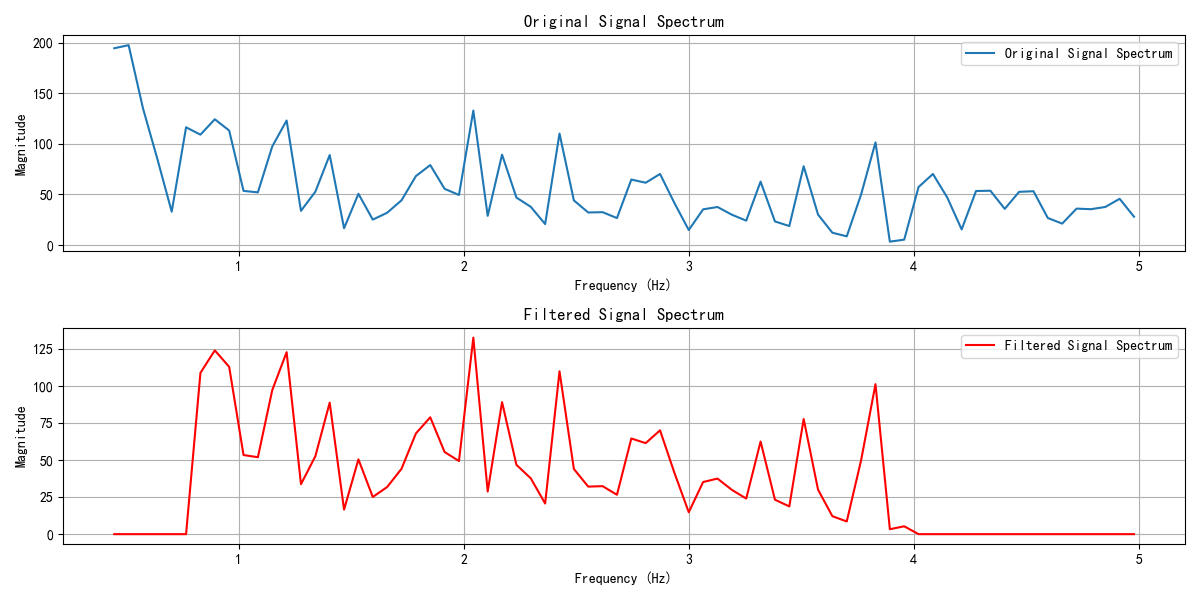 Original Signal Spectrum
200
150
100
50
0
Magnitude
Original Signal Spectrum
1
2
3
4
5
Frequency (Hz)
Filtered Signal Spectrum
125
100
75
50
25
0
Magnitude
Filtered Signal Spectrum
1
2
3
4
5
Frequency (Hz)